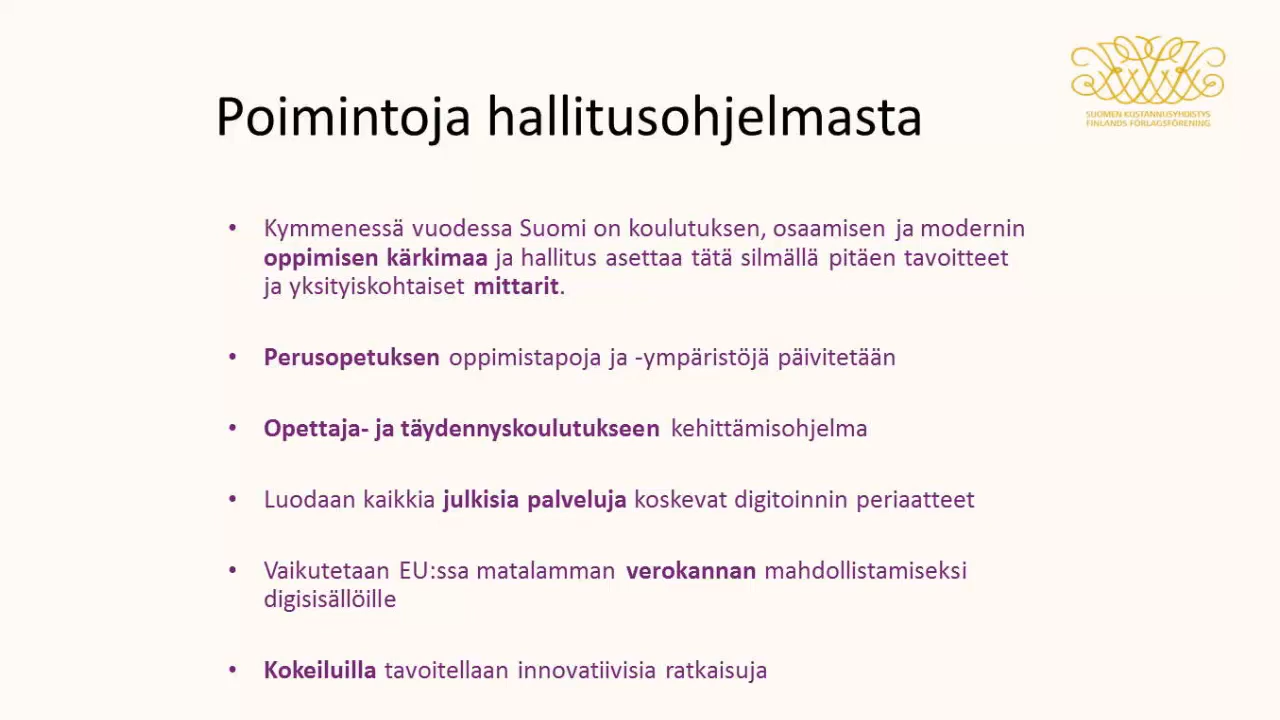 SUOMEN KUSTANNUSYHDISTYS
FINLANDS FÖRLAGSFÖRENING
Poimintoja hallitusohjelmasta
• Kymmenessä vuodessa Suomi on koulutuksen, osaamisen ja modernin
oppimisen kärkimaa ja hallitus asettaa tätä silmällä pitäen tavoitteet
ja yksityiskohtaiset mittarit.
• Perusopetuksen oppimistapoja ja -ympäristöjä päivitetään
• Opettaja- ja täydennyskoulutukseen kehittämisohjelma
• Luodaan kaikkia julkisia palveluja koskevat digitoinnin periaatteet
• Vaikutetaan EU:ssa matalamman verokannan mahdollistamiseksi
digisisällöille
• Kokeiluilla tavoitellaan innovatiivisia ratkaisuja